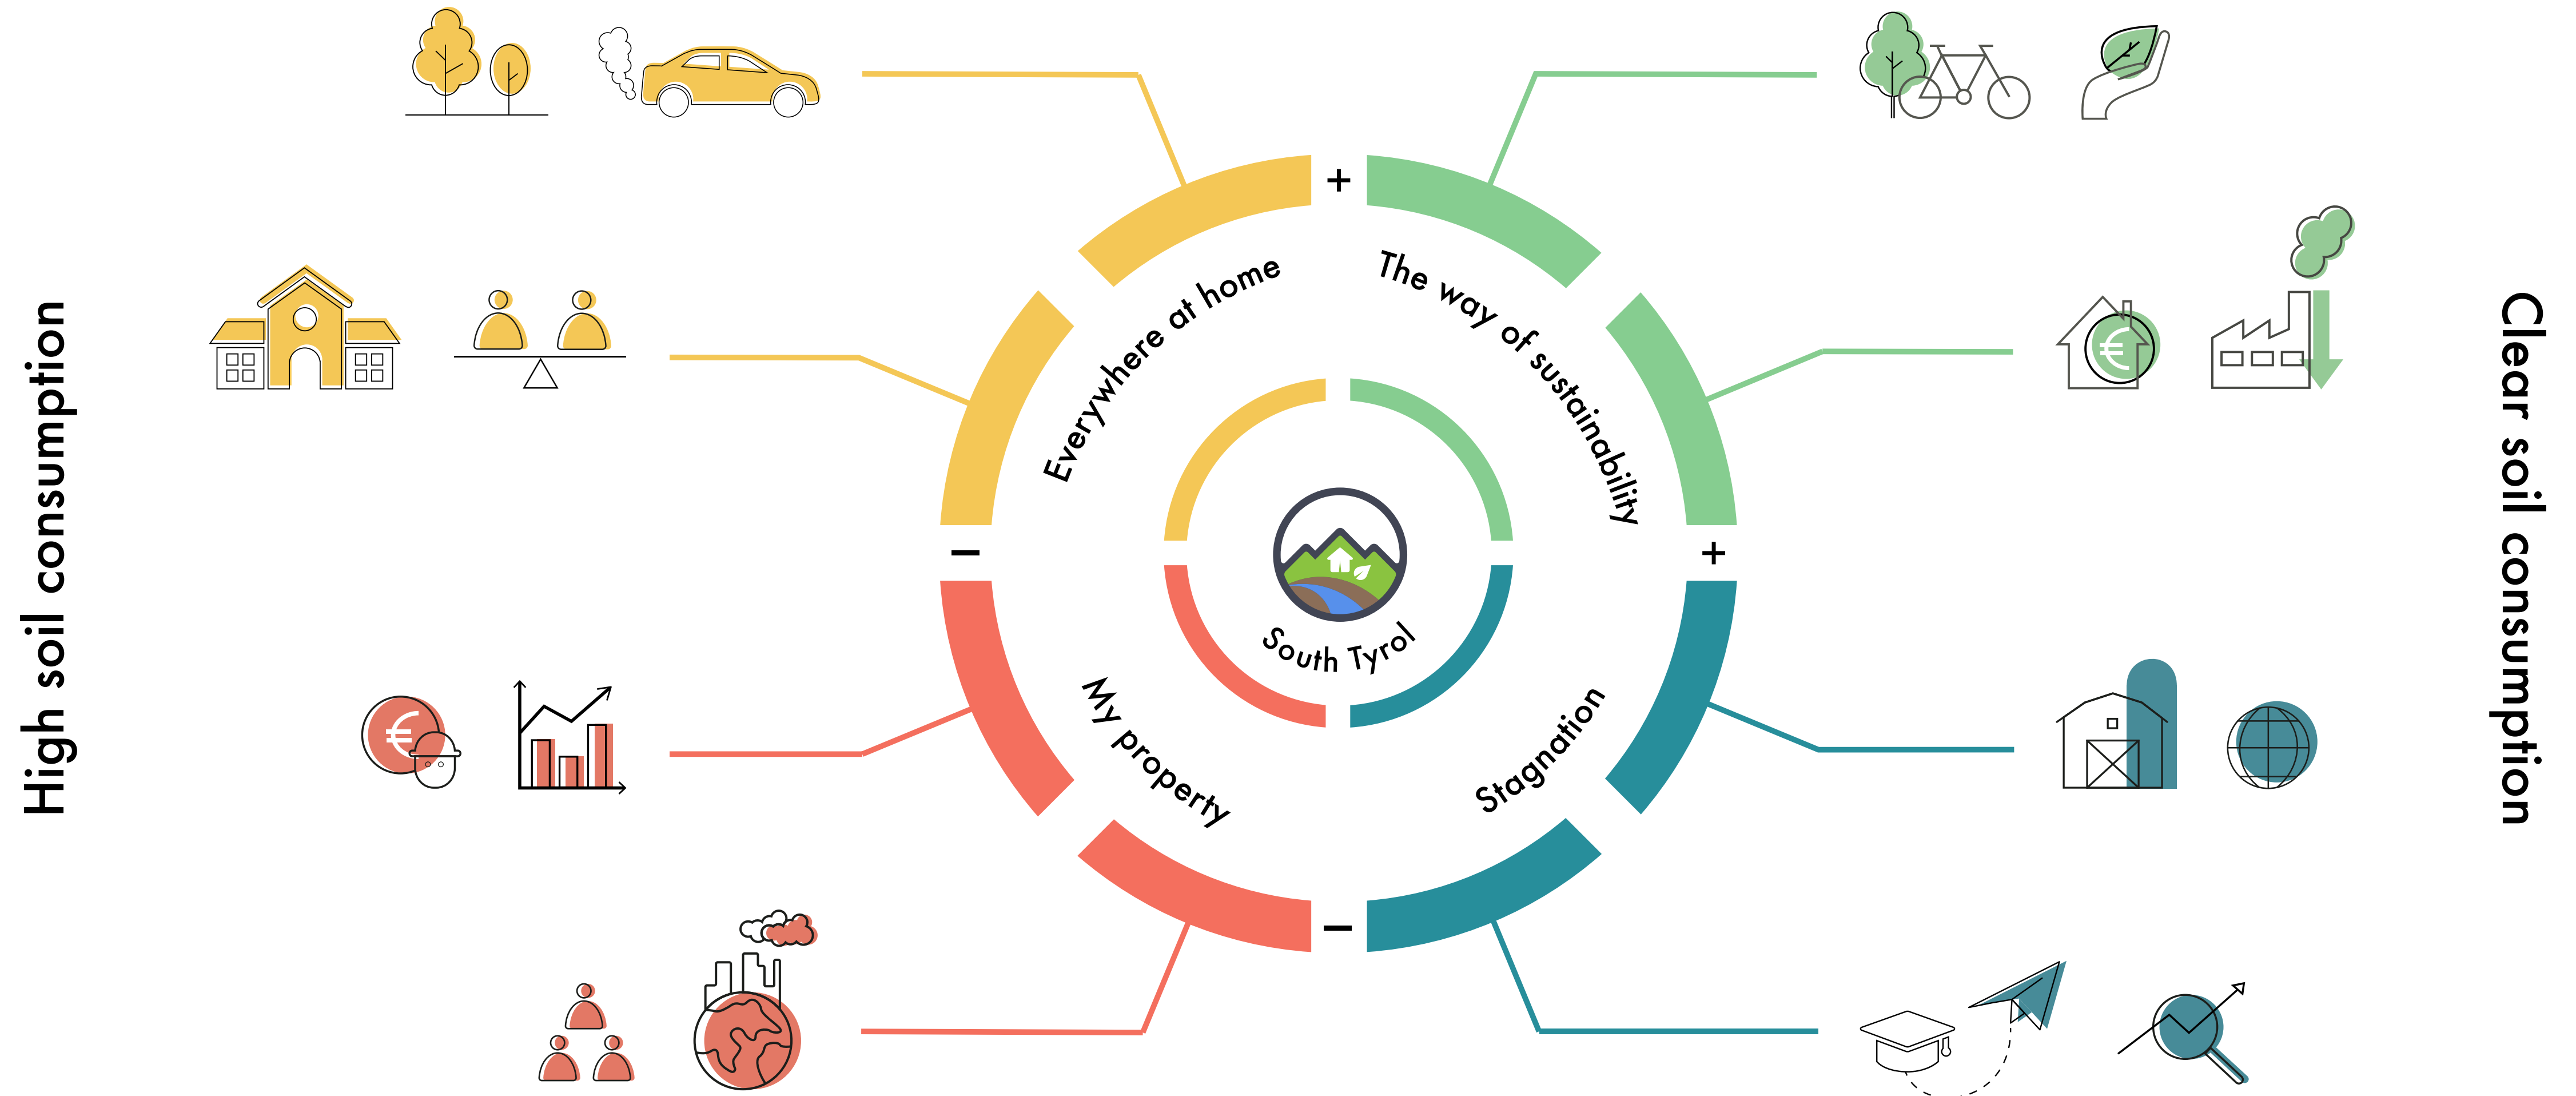 High soil consumption
Everywhere at home
+
The way of sustainability
€
–
+
South Tyrol
€
My property
Stagnation
–
Clear soil consumption